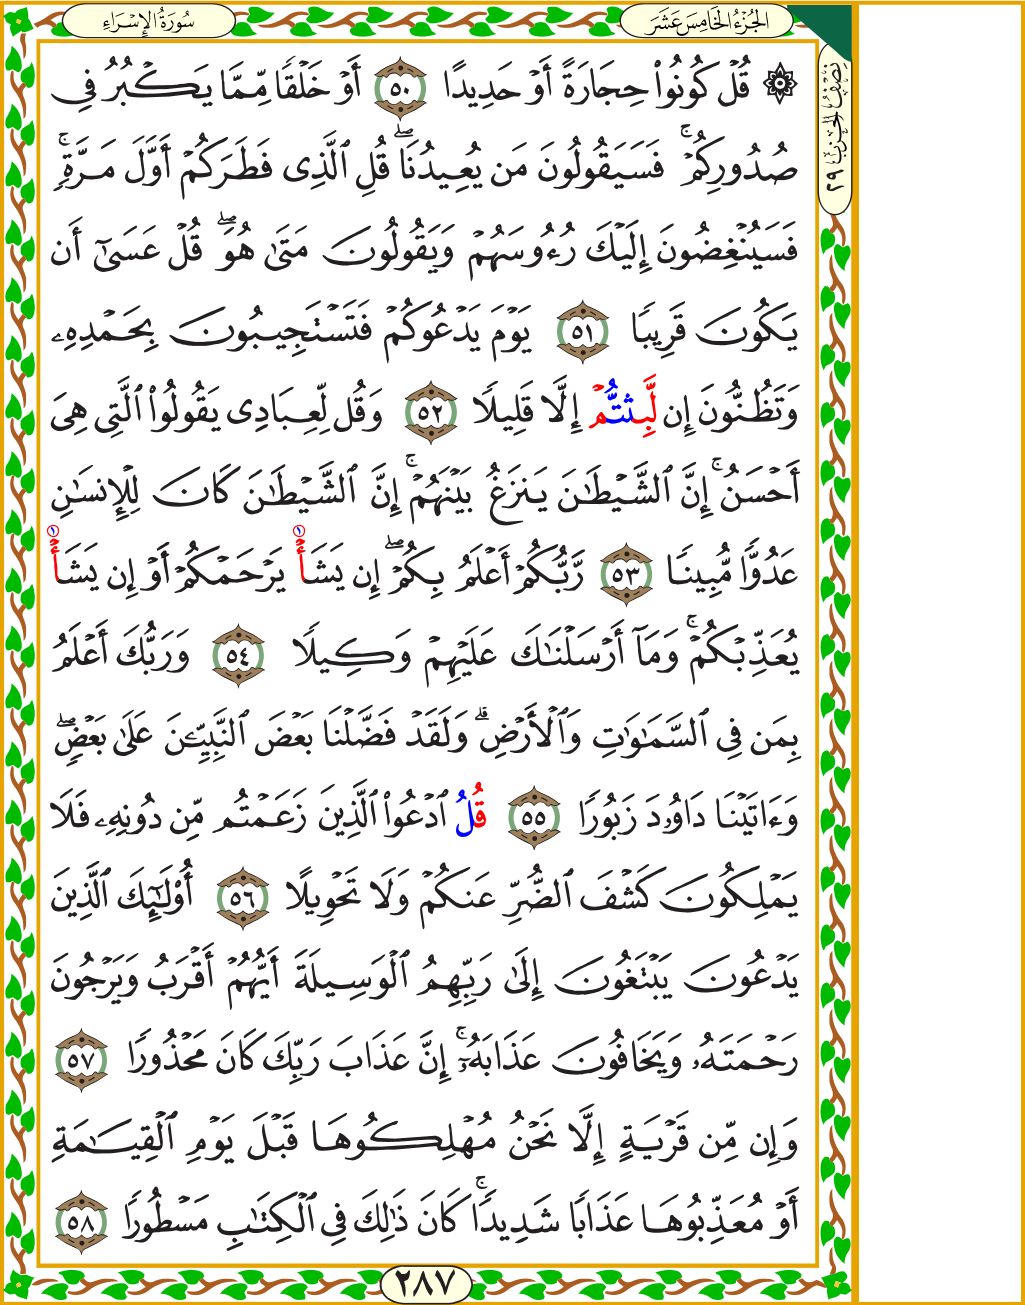 سُورَةُ الإِسْرَاء
الجُزْءُ الخَامِسَ عَشَرَ
نِصْفُ الحِزْب ٢٩
۞ قُلْ كُونُوا۟ حِجَارَةً أَوْ حَدِيدًا ٥٠ أَوْ خَلْقًا مِّمَّا يَكْبُرُ فِى
صُدُورِكُمْ ۚ فَسَيَقُولُونَ مَن يُعِيدُنَا ۖ قُلِ ٱلَّذِى فَطَرَكُمْ أَوَّلَ مَرَّةٍ ۚ
فَسَيُنْغِضُونَ إِلَيْكَ رُءُوسَهُمْ وَيَقُولُونَ مَتَىٰ هُوَ ۖ قُلْ عَسَىٰٓ أَن
يَكُونَ قَرِيبًا ٥١ يَوْمَ يَدْعُوكُمْ فَتَسْتَجِيبُونَ بِحَمْدِهِۦ
وَتَظُنُّونَ إِن لَّبِثتُّمْ إِلَّا قَلِيلًا ٥٢ وَقُل لِّعِبَادِى يَقُولُوا۟ ٱلَّتِى هِىَ
أَحْسَنُ ۚ إِنَّ ٱلشَّيْطَـٰنَ يَنزَغُ بَيْنَهُمْ ۚ إِنَّ ٱلشَّيْطَـٰنَ كَانَ لِلْإِنسَـٰنِ
عَدُوًّا مُّبِينًا ٥٣ رَّبُّكُمْ أَعْلَمُ بِكُمْ ۖ إِن يَشَأْ ١ يَرْحَمْكُمْ أَوْ إِن يَشَأْ ١
يُعَذِّبْكُمْ ۚ وَمَآ أَرْسَلْنَـٰكَ عَلَيْهِمْ وَكِيلًا ٥٤ وَرَبُّكَ أَعْلَمُ
بِمَن فِى ٱلسَّمَـٰوَٰتِ وَٱلْأَرْضِ ۗ وَلَقَدْ فَضَّلْنَا بَعْضَ ٱلنَّبِيِّـۧنَ عَلَىٰ بَعْضٍ ۖ
وَءَاتَيْنَا دَاوُۥدَ زَبُورًا ٥٥ قُلُ ٱدْعُوا۟ ٱلَّذِينَ زَعَمْتُم مِّن دُونِهِۦ فَلَا
يَمْلِكُونَ كَشْفَ ٱلضُّرِّ عَنكُمْ وَلَا تَحْوِيلًا ٥٦ أُو۟لَـٰٓئِكَ ٱلَّذِينَ
يَدْعُونَ يَبْتَغُونَ إِلَىٰ رَبِّهِمُ ٱلْوَسِيلَةَ أَيُّهُمْ أَقْرَبُ وَيَرْجُونَ
رَحْمَتَهُۥ وَيَخَافُونَ عَذَابَهُۥٓ ۚ إِنَّ عَذَابَ رَبِّكَ كَانَ مَحْذُورًا ٥٧
وَإِن مِّن قَرْيَةٍ إِلَّا نَحْنُ مُهْلِكُوهَا قَبْلَ يَوْمِ ٱلْقِيَـٰمَةِ
أَوْ مُعَذِّبُوهَا عَذَابًا شَدِيدًا ۚ كَانَ ذَٰلِكَ فِى ٱلْكِتَـٰبِ مَسْطُورًا ٥٨
٢٨٧